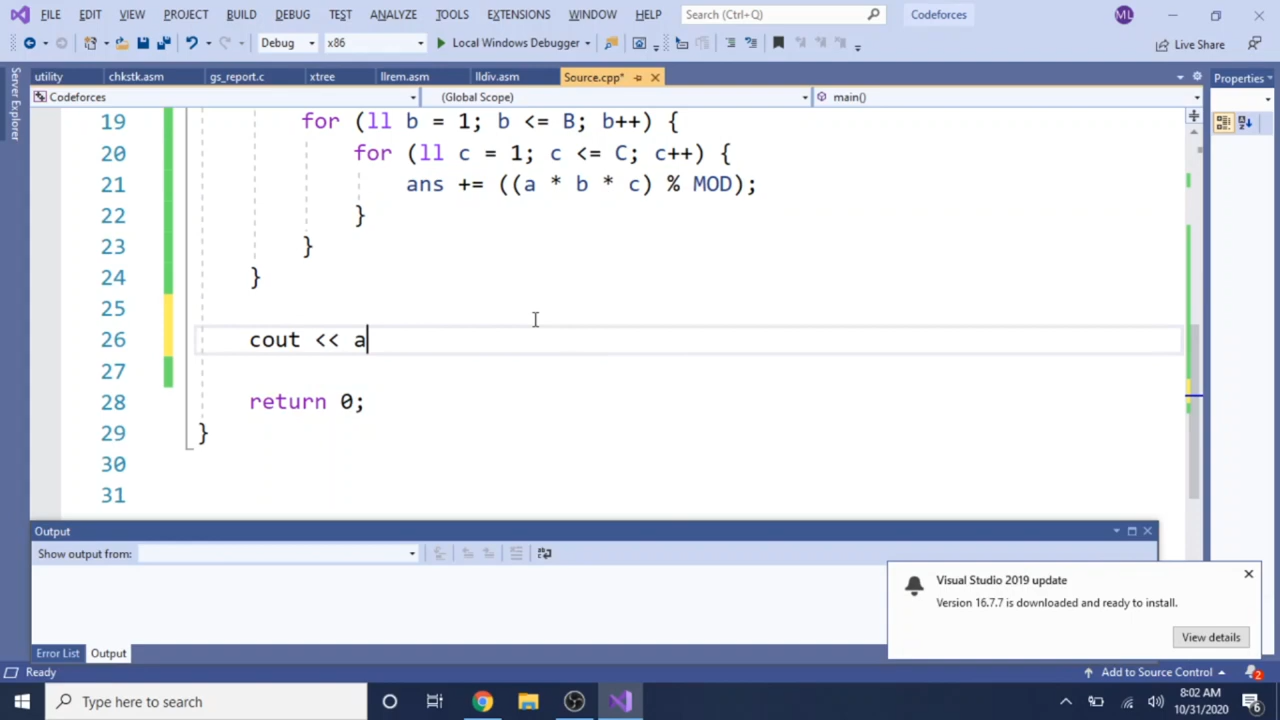 FILE EDIT VIEW PROJECT BUILD DEBUG TEST ANALYZE TOOLS EXTENSIONS WINDOW HELP Search (Ctrl+Q) Codeforces ML
Debug x86 Local Windows Debugger Live Share
Server Explorer
utility chkstk.asm gs_report.c xtree llrem.asm lldiv.asm Source.cpp* Properties
Codeforces (Global Scope) main()
19 for (ll b = 1; b <= B; b++) {
20 for (ll c = 1; c <= C; c++) {
21 ans += ((a * b * c) % MOD);
22 }
23 }
24 }
25
26 cout << a
27
28 return 0;
29 }
30
31
Output
Show output from:
Visual Studio 2019 update
Version 16.7.7 is downloaded and ready to install.
View details
Error List Output
Ready Add to Source Control 2
Type here to search 8:02 AM
10/31/2020 6